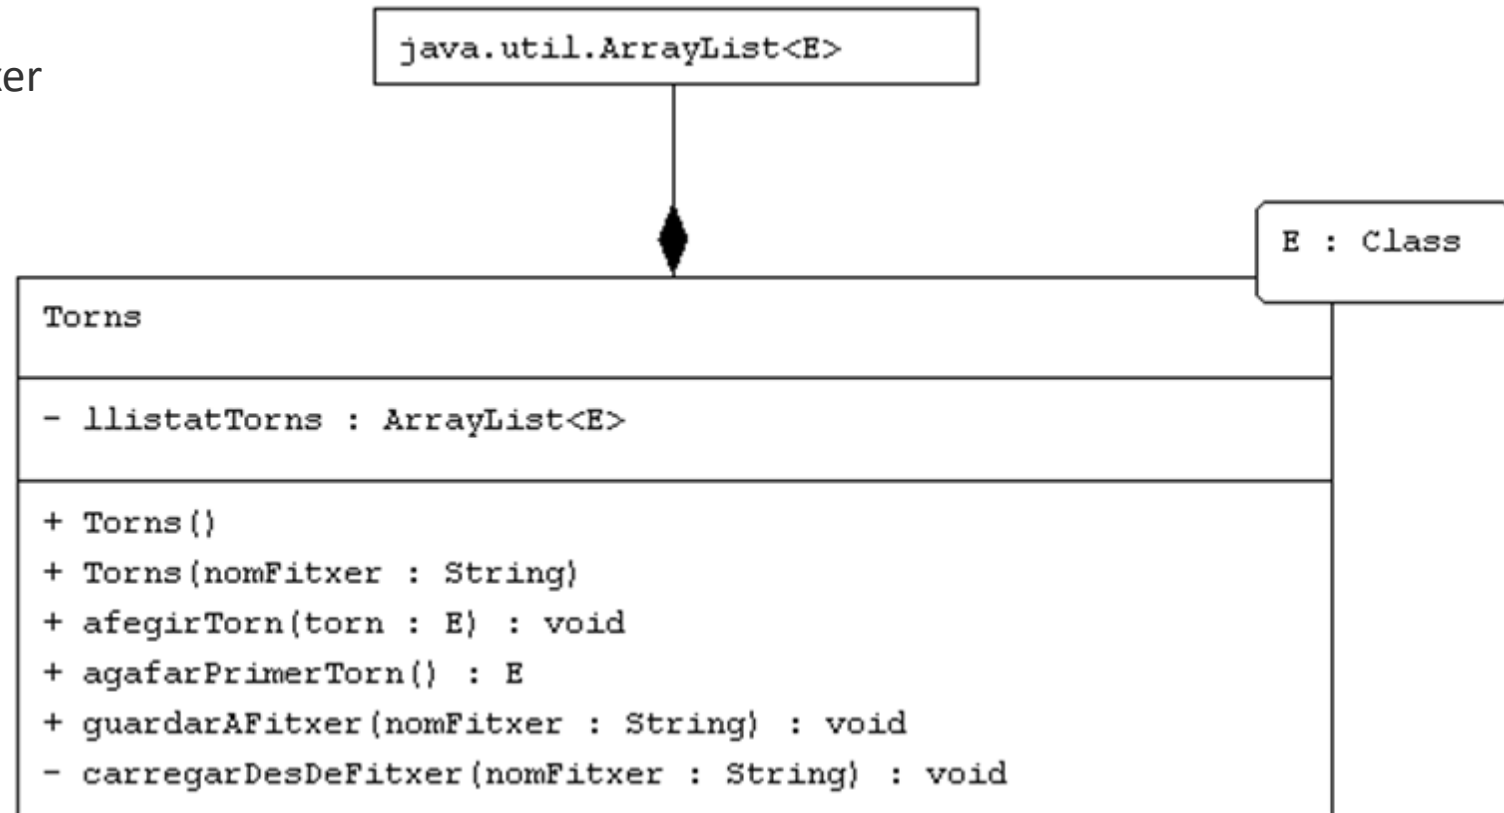 java.util.ArrayList<E>
xer
E : Class
Torns
- llistatTorns : ArrayList<E>
+ Torns()
+ Torns(nomFitxer : String)
+ afegirTorn(torn : E) : void
+ agafarPrimerTorn() : E
+ guardarAFitxer(nomFitxer : String) : void
- carregarDesDeFitxer(nomFitxer : String) : void